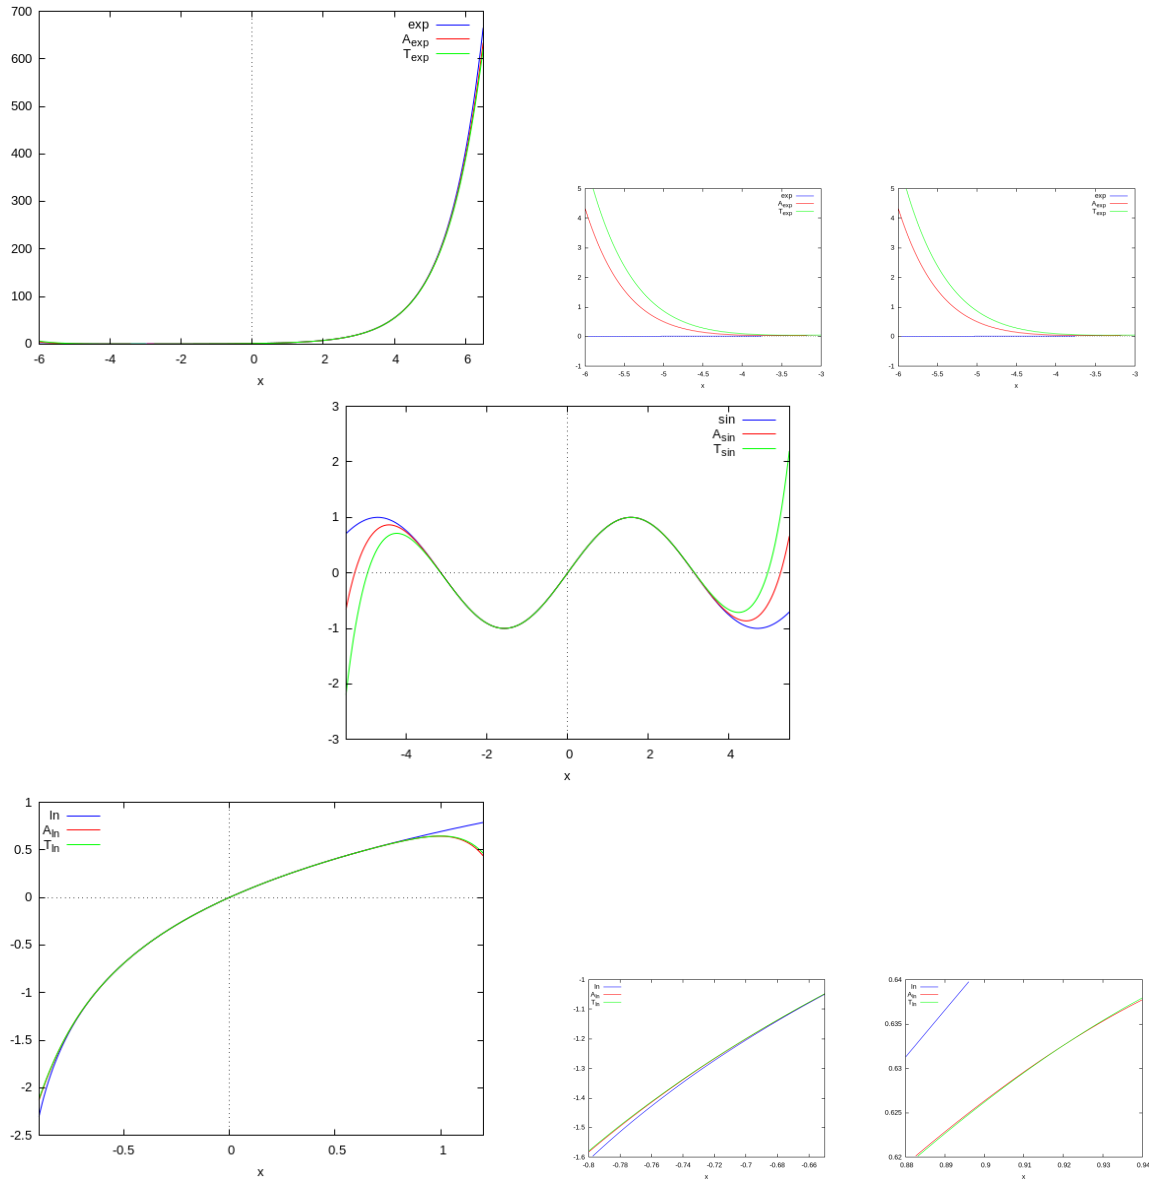 700
600
500
400
300
200
100
0
-6 -4 -2 0 2 4 6
x
exp
A_exp
T_exp
5
4
3
2
1
0
-1
-6 -5.5 -5 -4.5 -4 -3.5 -3
x
exp
A_exp
T_exp
5
4
3
2
1
0
-1
-6 -5.5 -5 -4.5 -4 -3.5 -3
x
exp
A_exp
T_exp
3
2
1
0
-1
-2
-3
-4 -2 0 2 4
x
sin
A_sin
T_sin
1
0.5
0
-0.5
-1
-1.5
-2
-2.5
-0.5 0 0.5 1
x
ln
A_ln
T_ln
-1
-1.1
-1.2
-1.3
-1.4
-1.5
-1.6
-0.8 -0.78 -0.76 -0.74 -0.72 -0.7 -0.68 -0.66
x
ln
A_ln
T_ln
0.64
0.635
0.63
0.625
0.62
0.88 0.89 0.9 0.91 0.92 0.93 0.94
x
ln
A_ln
T_ln